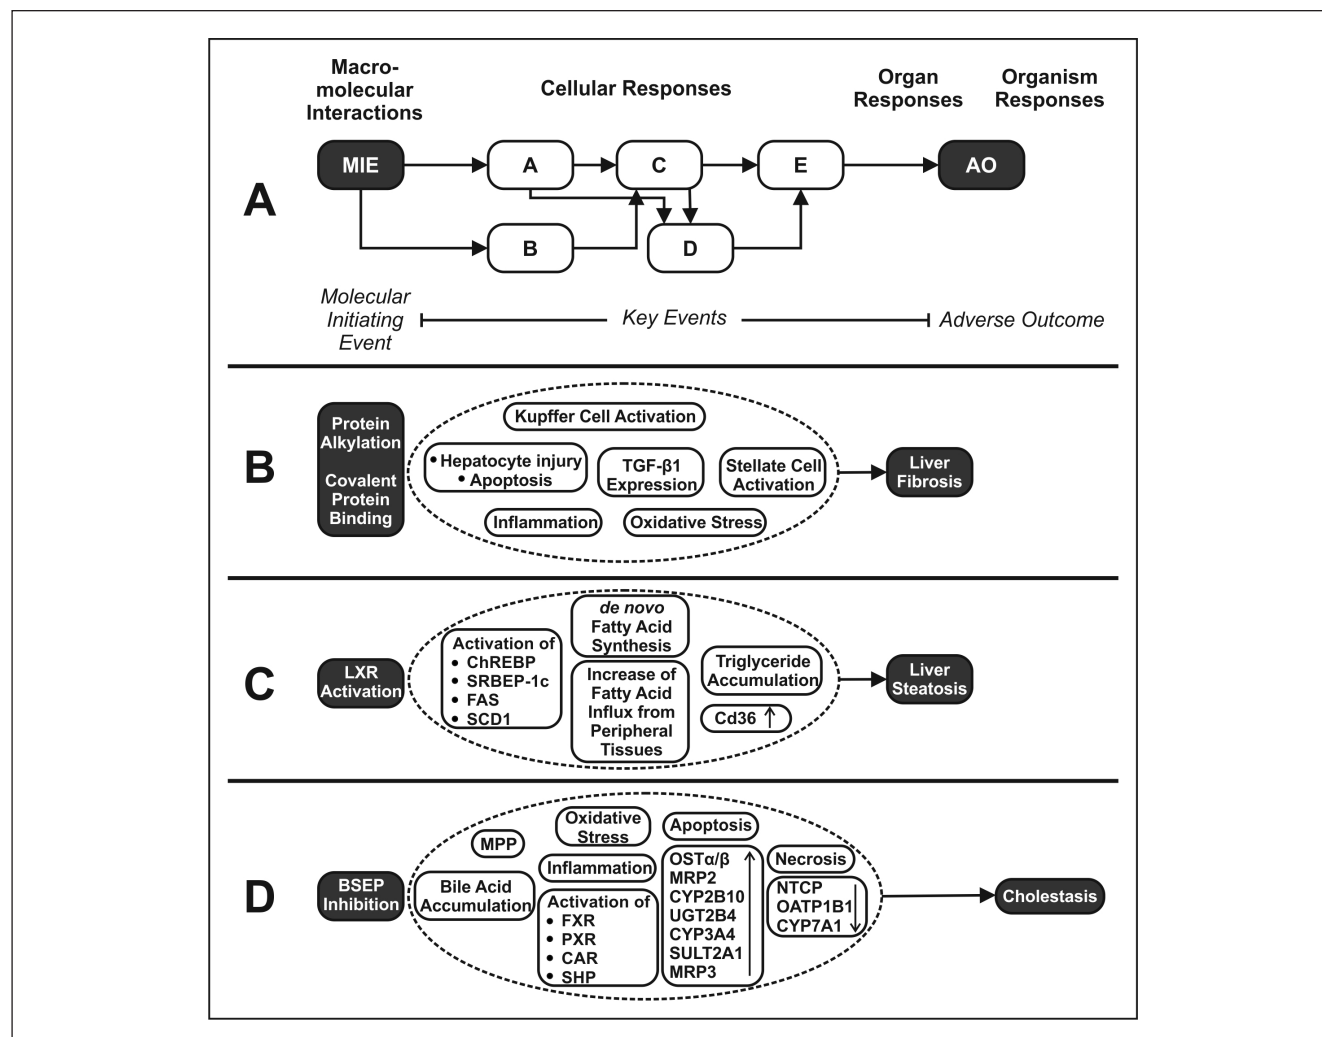 Macro-
molecular
Interactions
Cellular Responses
Organ
Responses
Organism
Responses
A
MIE
A
C
E
AO
B
D
Molecular
Initiating
Event
Key Events
Adverse Outcome
B
Protein
Alkylation
Covalent
Protein
Binding
Kupffer Cell Activation
• Hepatocyte injury
• Apoptosis
TGF-β1
Expression
Stellate Cell
Activation
Inflammation
Oxidative Stress
Liver
Fibrosis
C
LXR
Activation
Activation of
• ChREBP
• SRBEP-1c
• FAS
• SCD1
de novo
Fatty Acid
Synthesis
Increase of
Fatty Acid
Influx from
Peripheral
Tissues
Triglyceride
Accumulation
Cd36 ↑
Liver
Steatosis
D
BSEP
Inhibition
MPP
Bile Acid
Accumulation
Oxidative
Stress
Inflammation
Activation of
• FXR
• PXR
• CAR
• SHP
Apoptosis
OSTα/β
MRP2
CYP2B10
UGT2B4
CYP3A4
SULT2A1
MRP3
Necrosis
NTCP
OATP1B1
CYP7A1
Cholestasis